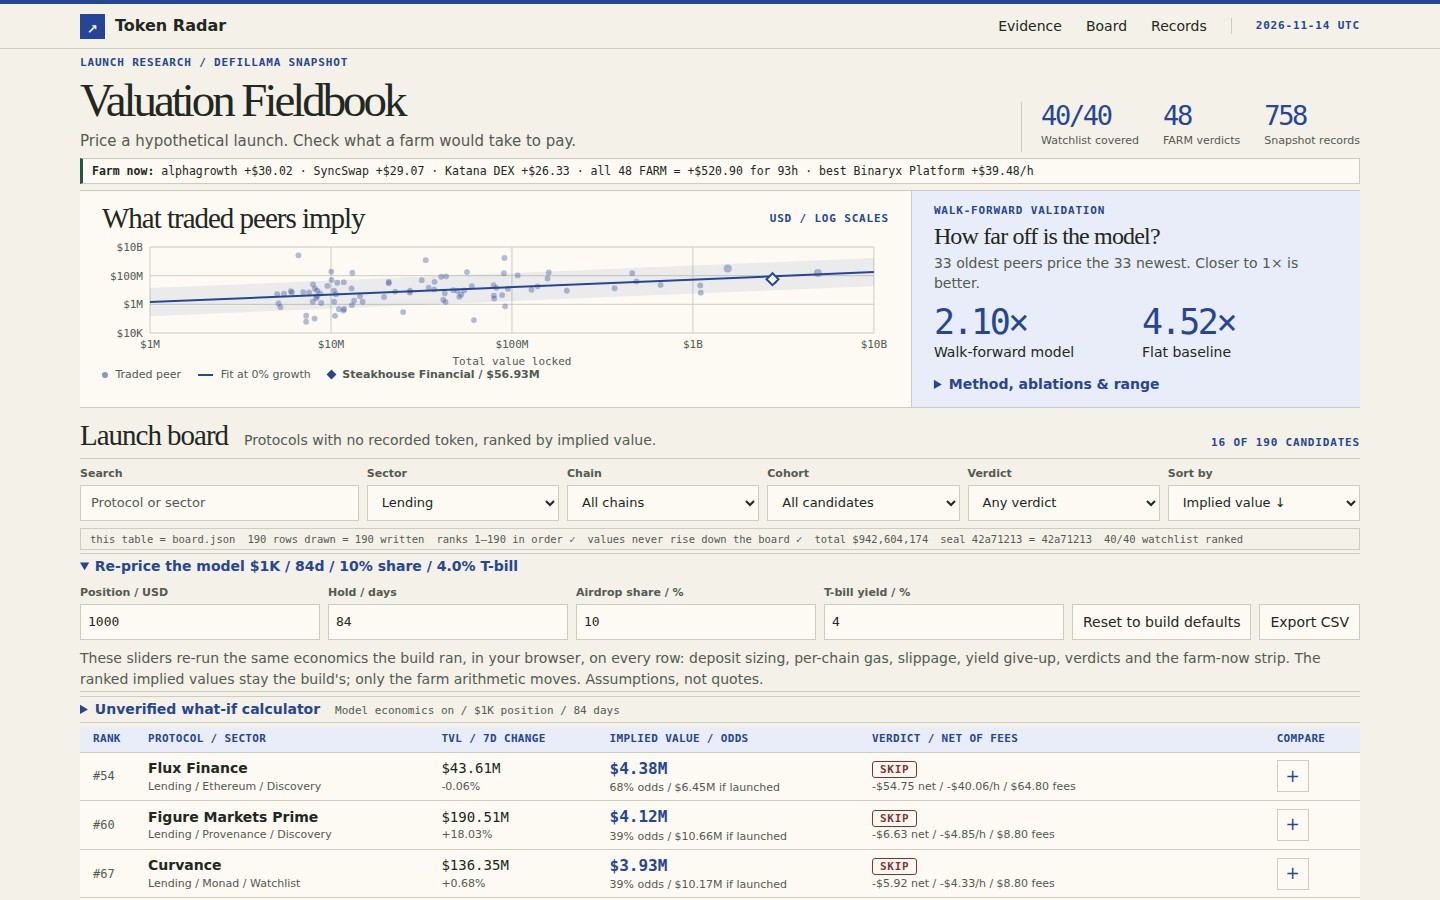 ↗ Token Radar
Evidence Board Records 2026-11-14 UTC
LAUNCH RESEARCH / DEFILLAMA SNAPSHOT
Valuation Fieldbook
Price a hypothetical launch. Check what a farm would take to pay.
40/40 48 758
Watchlist covered FARM verdicts Snapshot records
Farm now: alphagrowth +$30.02 · SyncSwap +$29.07 · Katana DEX +$26.33 · all 48 FARM = +$520.90 for 93h · best Binaryx Platform +$39.48/h
What traded peers imply
USD / LOG SCALES
$10B
$100M
$1M
$10K
$1M $10M $100M $1B $10B
Total value locked
Traded peer Fit at 0% growth Steakhouse Financial / $56.93M
WALK-FORWARD VALIDATION
How far off is the model?
33 oldest peers price the 33 newest. Closer to 1× is
better.
2.10× 4.52×
Walk-forward model Flat baseline
▶ Method, ablations & range
Launch board Protocols with no recorded token, ranked by implied value.
16 OF 190 CANDIDATES
Search Sector Chain Cohort Verdict Sort by
Protocol or sector Lending All chains All candidates Any verdict Implied value ↓
this table = board.json 190 rows drawn = 190 written ranks 1–190 in order ✓ values never rise down the board ✓ total $942,604,174 seal 42a71213 = 42a71213 40/40 watchlist ranked
▼ Re-price the model $1K / 84d / 10% share / 4.0% T-bill
Position / USD Hold / days Airdrop share / % T-bill yield / %
1000 84 10 4 Reset to build defaults Export CSV
These sliders re-run the same economics the build ran, in your browser, on every row: deposit sizing, per-chain gas, slippage, yield give-up, verdicts and the farm-now strip. The
ranked implied values stay the build's; only the farm arithmetic moves. Assumptions, not quotes.
▶ Unverified what-if calculator Model economics on / $1K position / 84 days
RANK PROTOCOL / SECTOR TVL / 7D CHANGE IMPLIED VALUE / ODDS VERDICT / NET OF FEES COMPARE
#54 Flux Finance $43.61M $4.38M SKIP +
Lending / Ethereum / Discovery -0.06% 68% odds / $6.45M if launched -$54.75 net / -$40.06/h / $64.80 fees
#60 Figure Markets Prime $190.51M $4.12M SKIP +
Lending / Provenance / Discovery +18.03% 39% odds / $10.66M if launched -$6.63 net / -$4.85/h / $8.80 fees
#67 Curvance $136.35M $3.93M SKIP +
Lending / Monad / Watchlist +0.68% 39% odds / $10.17M if launched -$5.92 net / -$4.33/h / $8.80 fees